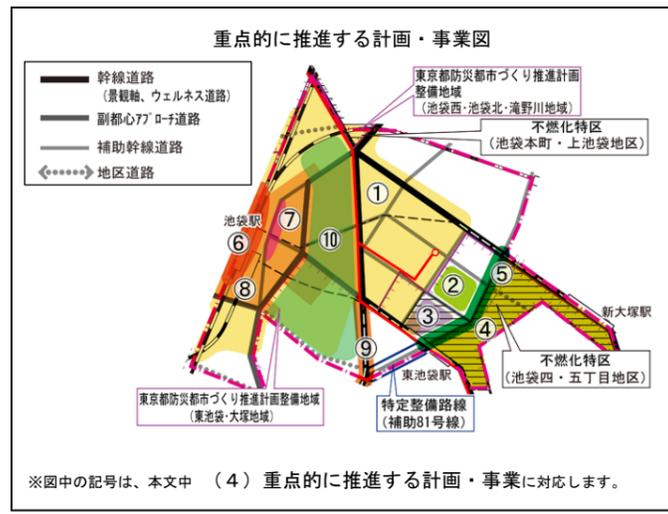 重点的に推進する計画・事業図
幹線道路
(景観軸、ウェルネス道路)
副都心ｱﾌﾟﾛｰﾁ道路
補助幹線道路
地区道路
東京都防災都市づくり推進計画
整備地域
(池袋西･池袋北･滝野川地域)
不燃化特区
(池袋本町・上池袋地区)
①
池袋駅
⑦
⑥
⑩
⑧
②
⑤
③
④
新大塚駅
⑨
東池袋駅
不燃化特区
(池袋四・五丁目地区)
東京都防災都市づくり推進計画整備地域
(東池袋･大塚地域)
特定整備路線
(補助81号線)
※図中の記号は、本文中　（４）重点的に推進する計画・事業に対応します。